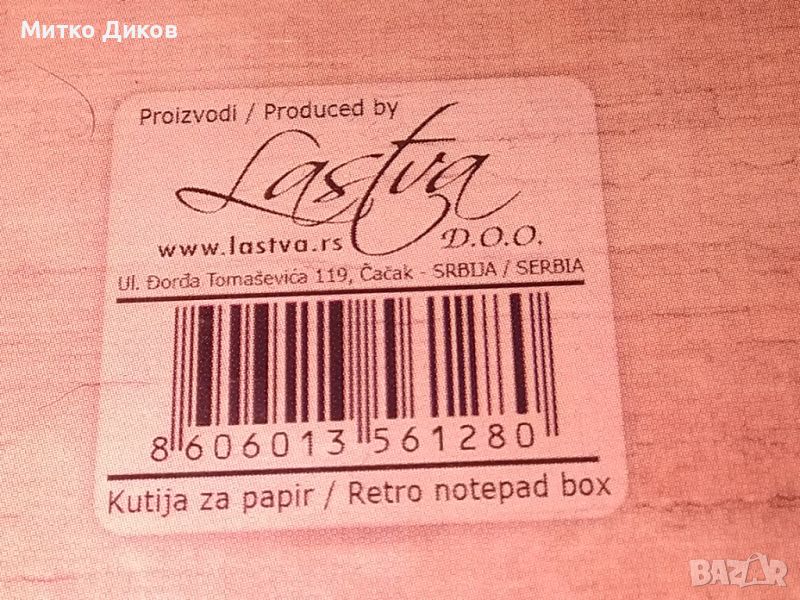 Митко Диков
Proizvodi / Produced by
Lastva
www.lastva.rs D.O.O.
Ul. Đorđa Tomaševića 119, Čačak - SRBIJA / SERBIA
8 606013 561280
Kutija za papir / Retro notepad box
BAZAR